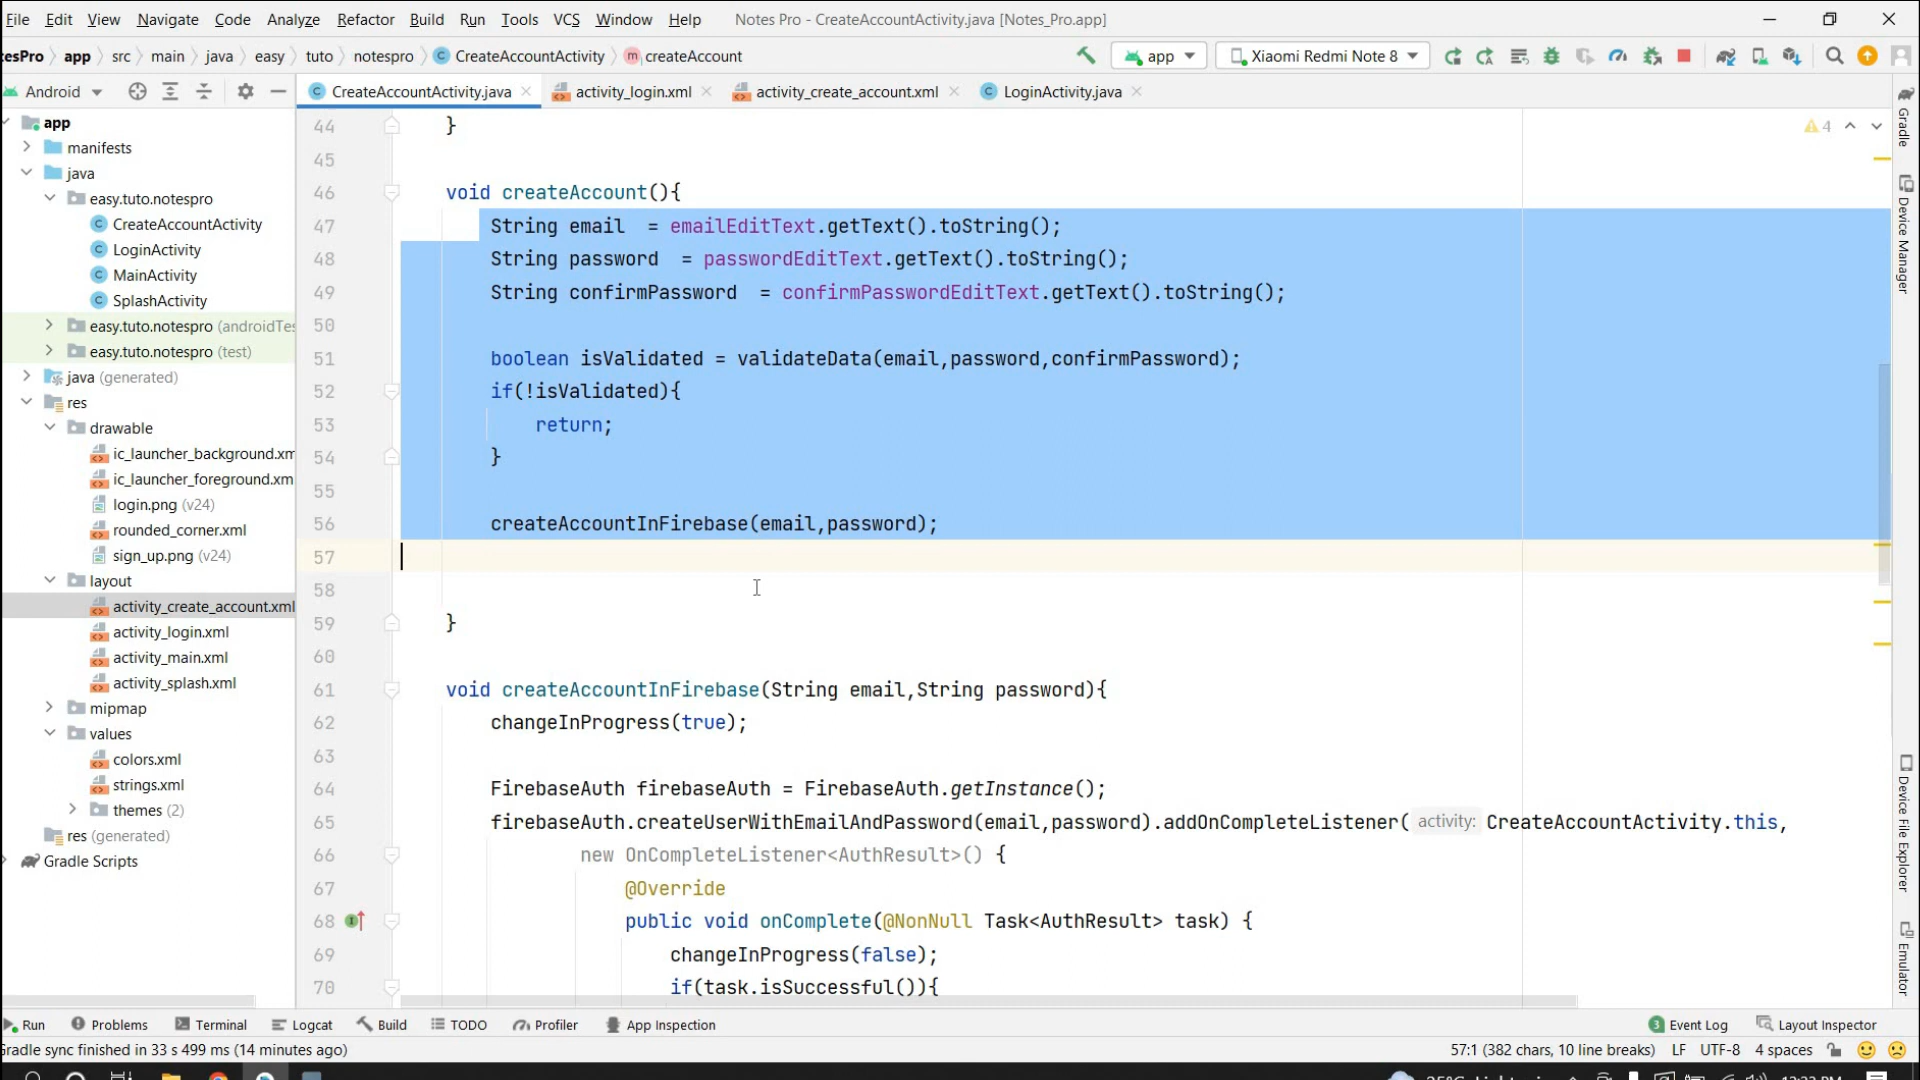 File Edit View Navigate Code Analyze Refactor Build Run Tools VCS Window Help Notes Pro - CreateAccountActivity.java [Notes_Pro.app]
esPro app src main java easy tuto notespro CreateAccountActivity createAccount app Xiaomi Redmi Note 8
Android CreateAccountActivity.java activity_login.xml activity_create_account.xml LoginActivity.java
app
manifests
java
easy.tuto.notespro
CreateAccountActivity
LoginActivity
MainActivity
SplashActivity
easy.tuto.notespro (androidTes
easy.tuto.notespro (test)
java (generated)
res
drawable
ic_launcher_background.xm
ic_launcher_foreground.xm
login.png (v24)
rounded_corner.xml
sign_up.png (v24)
layout
activity_create_account.xml
activity_login.xml
activity_main.xml
activity_splash.xml
mipmap
values
colors.xml
strings.xml
themes (2)
res (generated)
Gradle Scripts
4
44 }
45
46 void createAccount(){
47 String email = emailEditText.getText().toString();
48 String password = passwordEditText.getText().toString();
49 String confirmPassword = confirmPasswordEditText.getText().toString();
50
51 boolean isValidated = validateData(email,password,confirmPassword);
52 if(!isValidated){
53 return;
54 }
55
56 createAccountInFirebase(email,password);
57
58
59 }
60
61 void createAccountInFirebase(String email,String password){
62 changeInProgress(true);
63
64 FirebaseAuth firebaseAuth = FirebaseAuth.getInstance();
65 firebaseAuth.createUserWithEmailAndPassword(email,password).addOnCompleteListener( activity: CreateAccountActivity.this,
66 new OnCompleteListener<AuthResult>() {
67 @Override
68 public void onComplete(@NonNull Task<AuthResult> task) {
69 changeInProgress(false);
70 if(task.isSuccessful()){
Gradle
Device Manager
Device File Explorer
Emulator
Run Problems Terminal Logcat Build TODO Profiler App Inspection 3 Event Log Layout Inspector
Gradle sync finished in 33 s 499 ms (14 minutes ago) 57:1 (382 chars, 10 line breaks) LF UTF-8 4 spaces